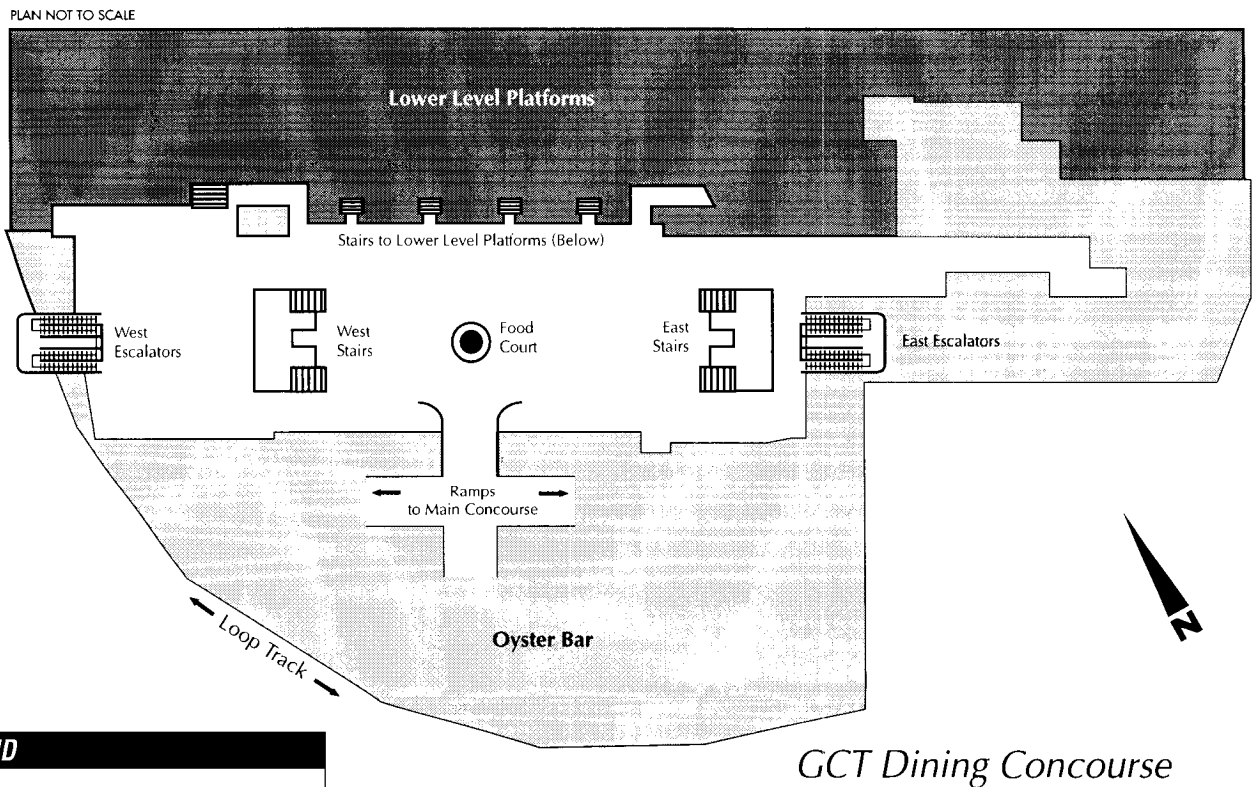 PLAN NOT TO SCALE
Lower Level Platforms
Stairs to Lower Level Platforms (Below)
West
Escalators
West
Stairs
Food
Court
East
Stairs
East Escalators
Ramps
to Main Concourse
Loop Track
Oyster Bar
N
GCT Dining Concourse